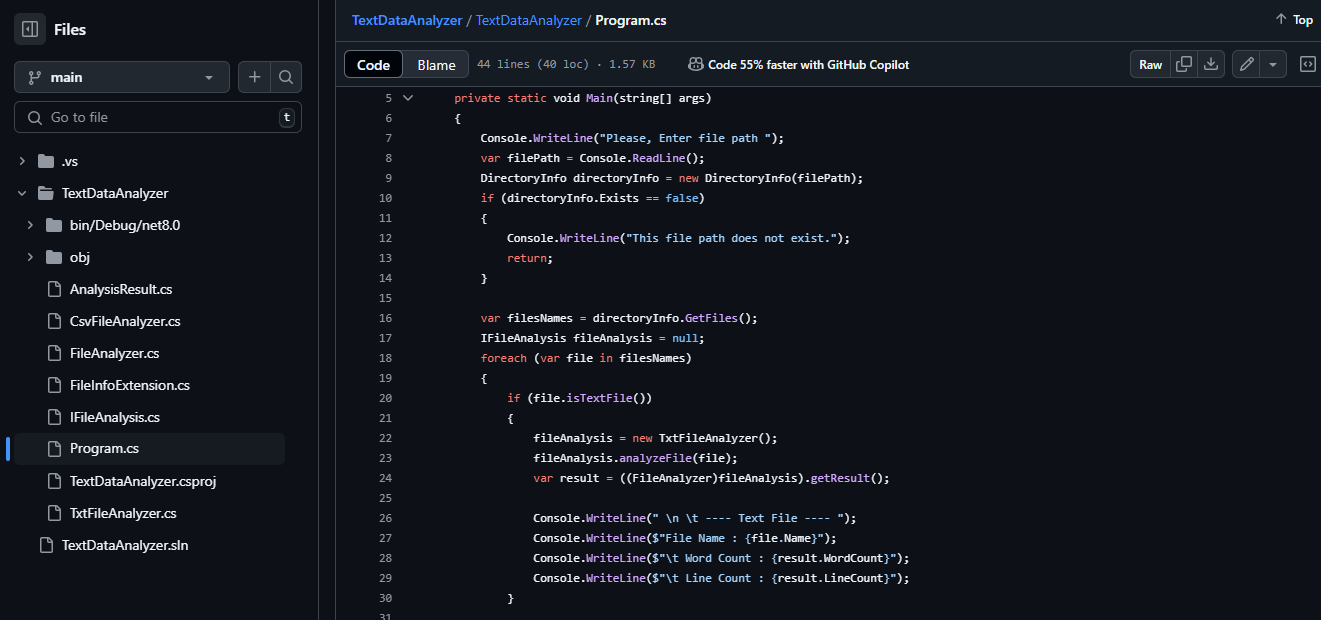 Files
main
Go to file
t
.vs
TextDataAnalyzer
bin/Debug/net8.0
obj
AnalysisResult.cs
CsvFileAnalyzer.cs
FileAnalyzer.cs
FileInfoExtension.cs
IFileAnalysis.cs
Program.cs
TextDataAnalyzer.csproj
TxtFileAnalyzer.cs
TextDataAnalyzer.sln
TextDataAnalyzer / TextDataAnalyzer / Program.cs
Top
Code Blame 44 lines (40 loc) · 1.57 KB Code 55% faster with GitHub Copilot Raw
5 private static void Main(string[] args)
6 {
7 Console.WriteLine("Please, Enter file path ");
8 var filePath = Console.ReadLine();
9 DirectoryInfo directoryInfo = new DirectoryInfo(filePath);
10 if (directoryInfo.Exists == false)
11 {
12 Console.WriteLine("This file path does not exist.");
13 return;
14 }
15
16 var filesNames = directoryInfo.GetFiles();
17 IFileAnalysis fileAnalysis = null;
18 foreach (var file in filesNames)
19 {
20 if (file.isTextFile())
21 {
22 fileAnalysis = new TxtFileAnalyzer();
23 fileAnalysis.analyzeFile(file);
24 var result = ((FileAnalyzer)fileAnalysis).getResult();
25
26 Console.WriteLine(" \n \t ---- Text File ---- ");
27 Console.WriteLine($"File Name : {file.Name}");
28 Console.WriteLine($"\t Word Count : {result.WordCount}");
29 Console.WriteLine($"\t Line Count : {result.LineCount}");
30 }
31